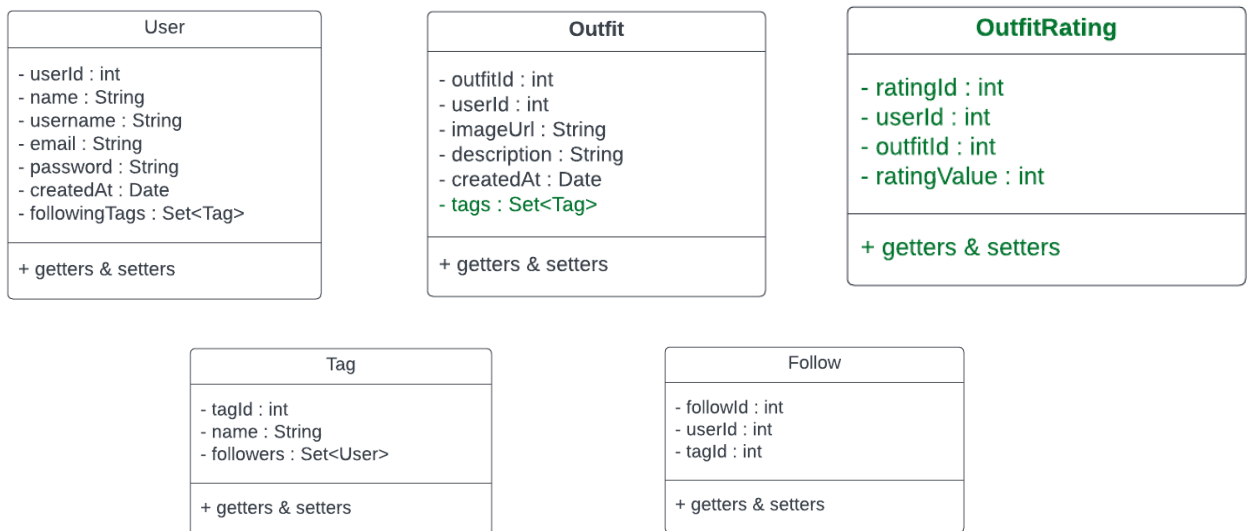 User
- userId : int
- name : String
- username : String
- email : String
- password : String
- createdAt : Date
- followingTags : Set<Tag>
+ getters & setters
Outfit
- outfitId : int
- userId : int
- imageUrl : String
- description : String
- createdAt : Date
- tags : Set<Tag>
+ getters & setters
OutfitRating
- ratingId : int
- userId : int
- outfitId : int
- ratingValue : int
+ getters & setters
Tag
- tagId : int
- name : String
- followers : Set<User>
+ getters & setters
Follow
- followId : int
- userId : int
- tagId : int
+ getters & setters